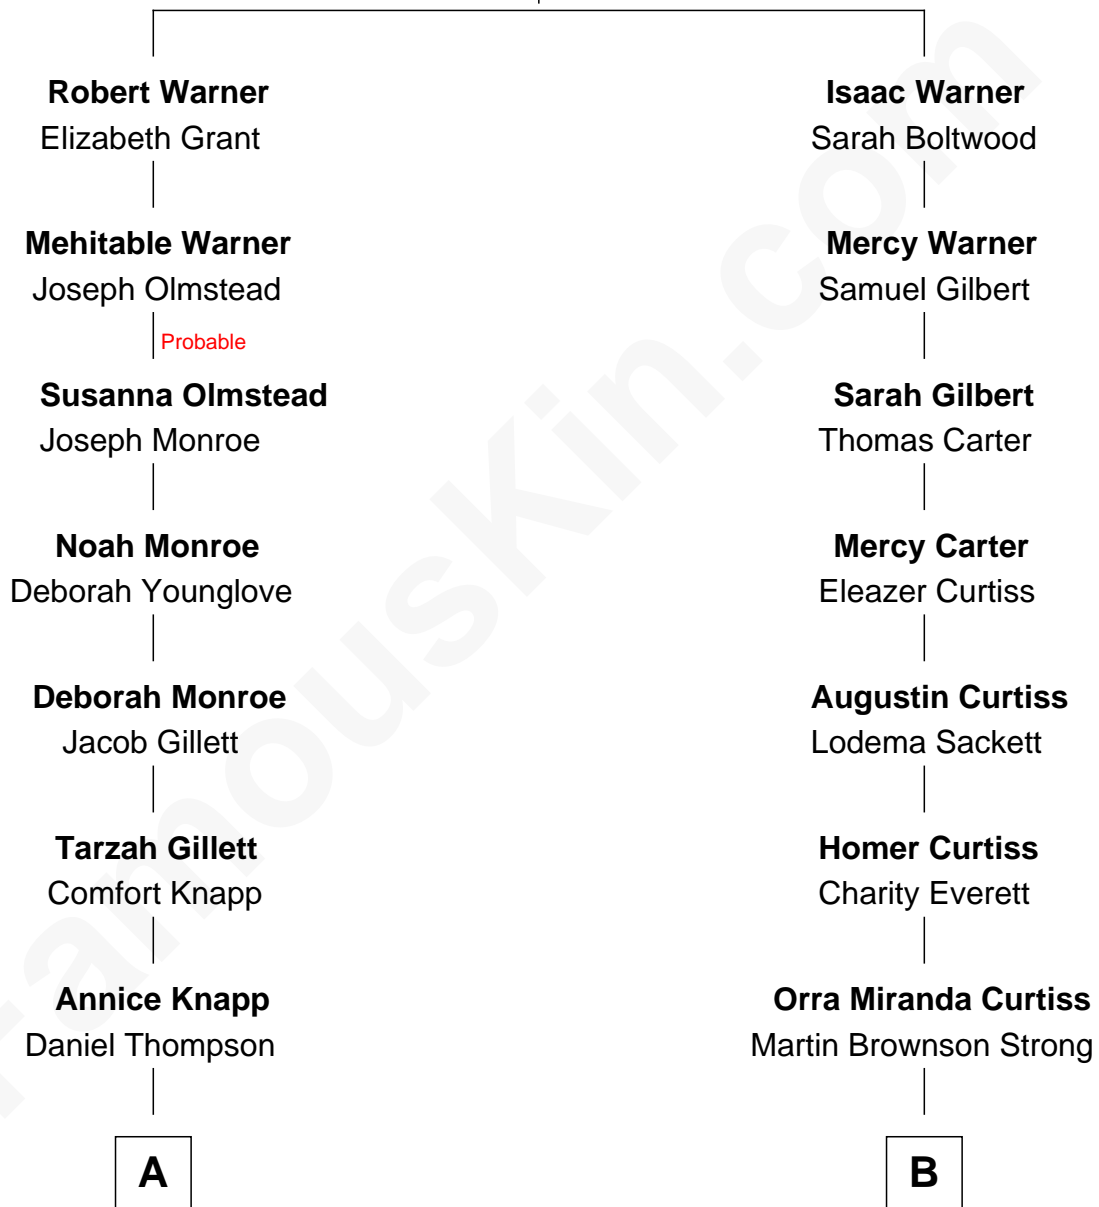 Robert Warner
Elizabeth Grant
Mehitable Warner
Joseph Olmstead
Probable
Susanna Olmstead
Joseph Monroe
Noah Monroe
Deborah Younglove
Deborah Monroe
Jacob Gillett
Tarzah Gillett
Comfort Knapp
Annice Knapp
Daniel Thompson
A
Isaac Warner
Sarah Boltwood
Mercy Warner
Samuel Gilbert
Sarah Gilbert
Thomas Carter
Mercy Carter
Eleazer Curtiss
Augustin Curtiss
Lodema Sackett
Homer Curtiss
Charity Everett
Orra Miranda Curtiss
Martin Brownson Strong
B
FamousKin.com